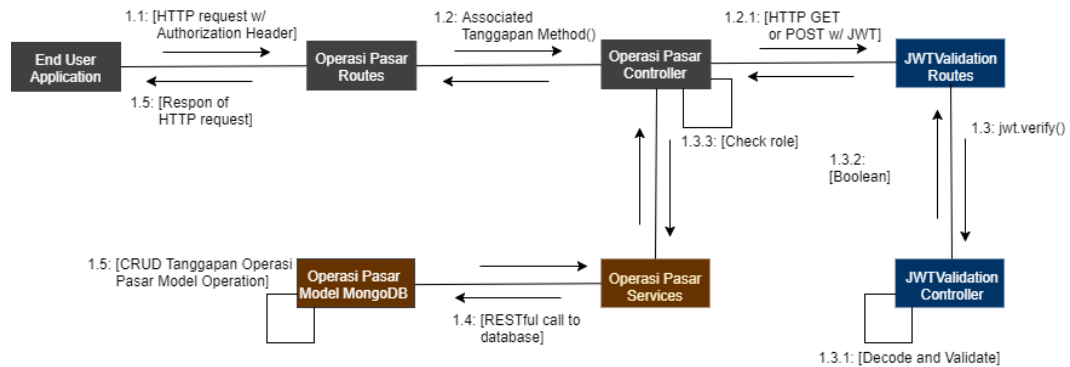 1.1: [HTTP request w/
Authorization Header]
1.2: Associated
Tanggapan Method()
1.2.1: [HTTP GET
or POST w/ JWT]
End User
Application
Operasi Pasar
Routes
Operasi Pasar
Controller
JWTValidation
Routes
1.5: [Respon of
HTTP request]
1.3.3: [Check role]
1.3: jwt.verify()
1.3.2:
[Boolean]
1.5: [CRUD Tanggapan Operasi
Pasar Model Operation]
Operasi Pasar
Model MongoDB
Operasi Pasar
Services
JWTValidation
Controller
1.4: [RESTful call to
database]
1.3.1: [Decode and Validate]